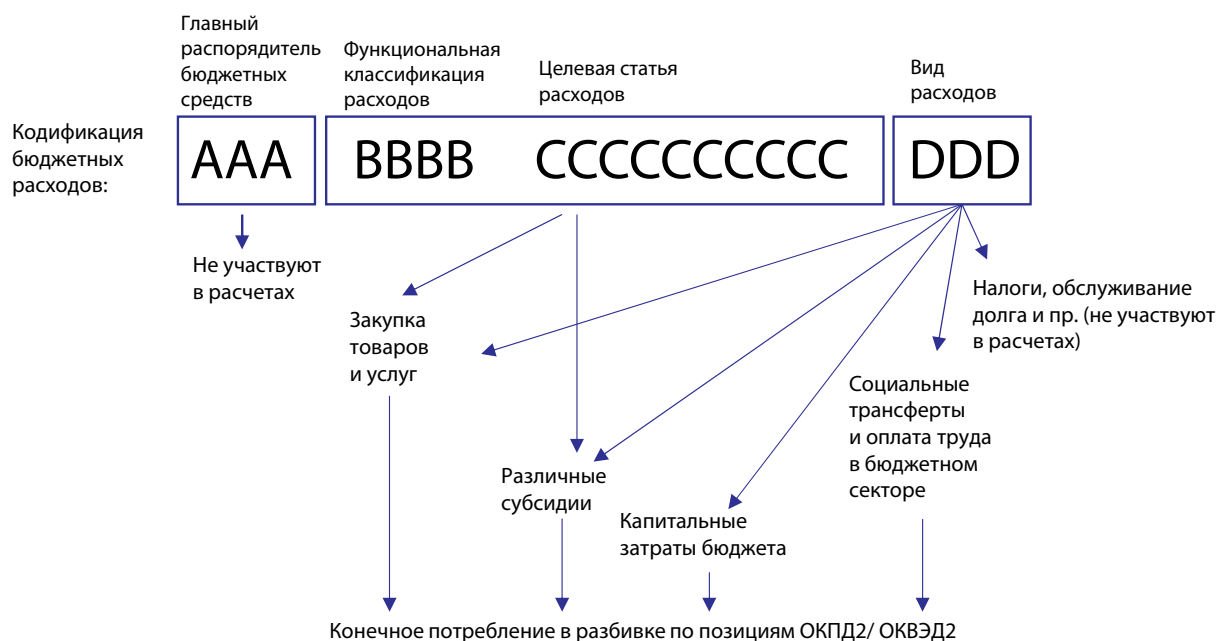 Главный
распорядитель
бюджетных
средств
Функциональная
классификация
расходов
Целевая статья
расходов
Вид
расходов
Кодификация
бюджетных
расходов:
AAA
BBBB
CCCCCCCCCC
DDD
Не участвуют
в расчетах
Закупка
товаров
и услуг
Налоги, обслуживание
долга и пр. (не участвуют
в расчетах)
Социальные
трансферты
и оплата труда
в бюджетном
секторе
Различные
субсидии
Капитальные
затраты бюджета
Конечное потребление в разбивке по позициям ОКПД2/ ОКВЭД2